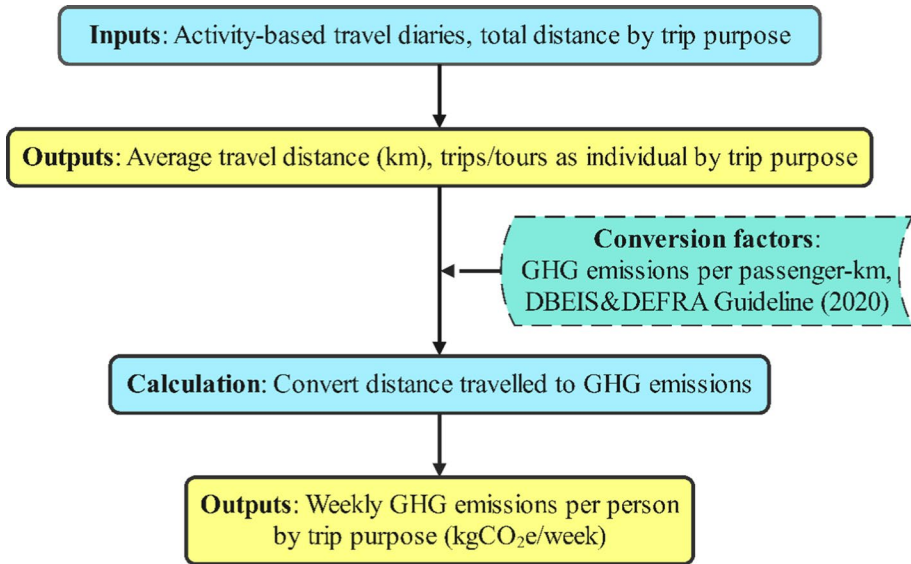 Inputs: Activity-based travel diaries, total distance by trip purpose
Outputs: Average travel distance (km), trips/tours as individual by trip purpose
Conversion factors:
GHG emissions per passenger-km,
DBEIS&DEFRA Guideline (2020)
Calculation: Convert distance travelled to GHG emissions
Outputs: Weekly GHG emissions per person
by trip purpose (kgCO₂e/week)